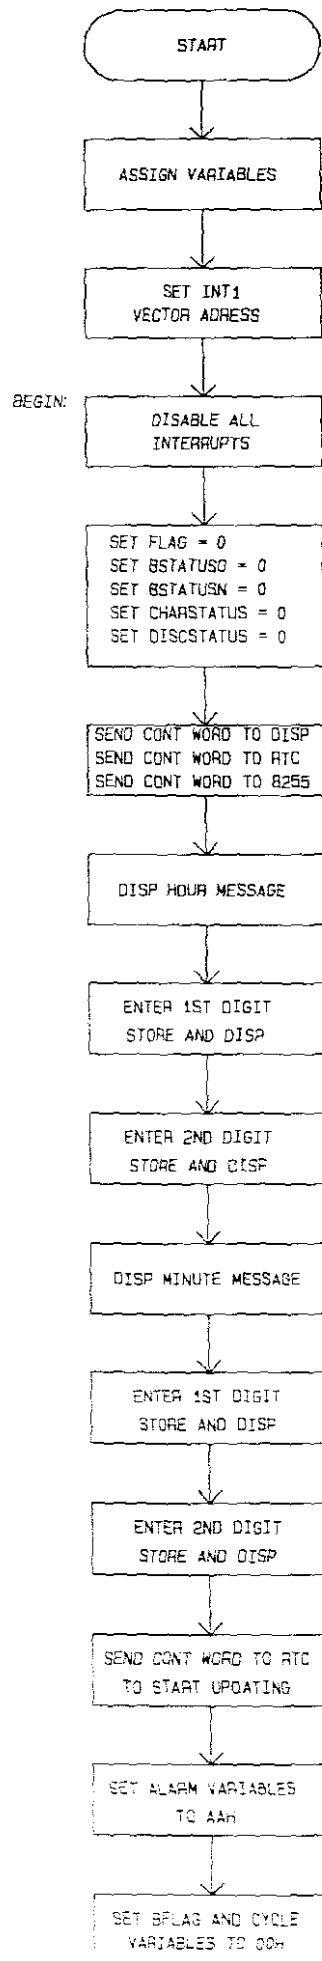 START
ASSIGN VARIABLES
SET INT1
VECTOR ADRESS
BEGIN:
DISABLE ALL
INTERRUPTS
SET FLAG = 0
SET BSTATUSO = 0
SET BSTATUSN = 0
SET CHARSTATUS = 0
SET DISCSTATUS = 0
SEND CONT WORD TO DISP
SEND CONT WORD TO RTC
SEND CONT WORD TO 8255
DISP HOUR MESSAGE
ENTER 1ST DIGIT
STORE AND DISP
ENTER 2ND DIGIT
STORE AND DISP
DISP MINUTE MESSAGE
ENTER 1ST DIGIT
STORE AND DISP
ENTER 2ND DIGIT
STORE AND DISP
SEND CONT WORD TO RTC
TO START UPDATING
SET ALARM VARIABLES
TO AAH
SET BFLAG AND CYCLE
VARIABLES TO 00H